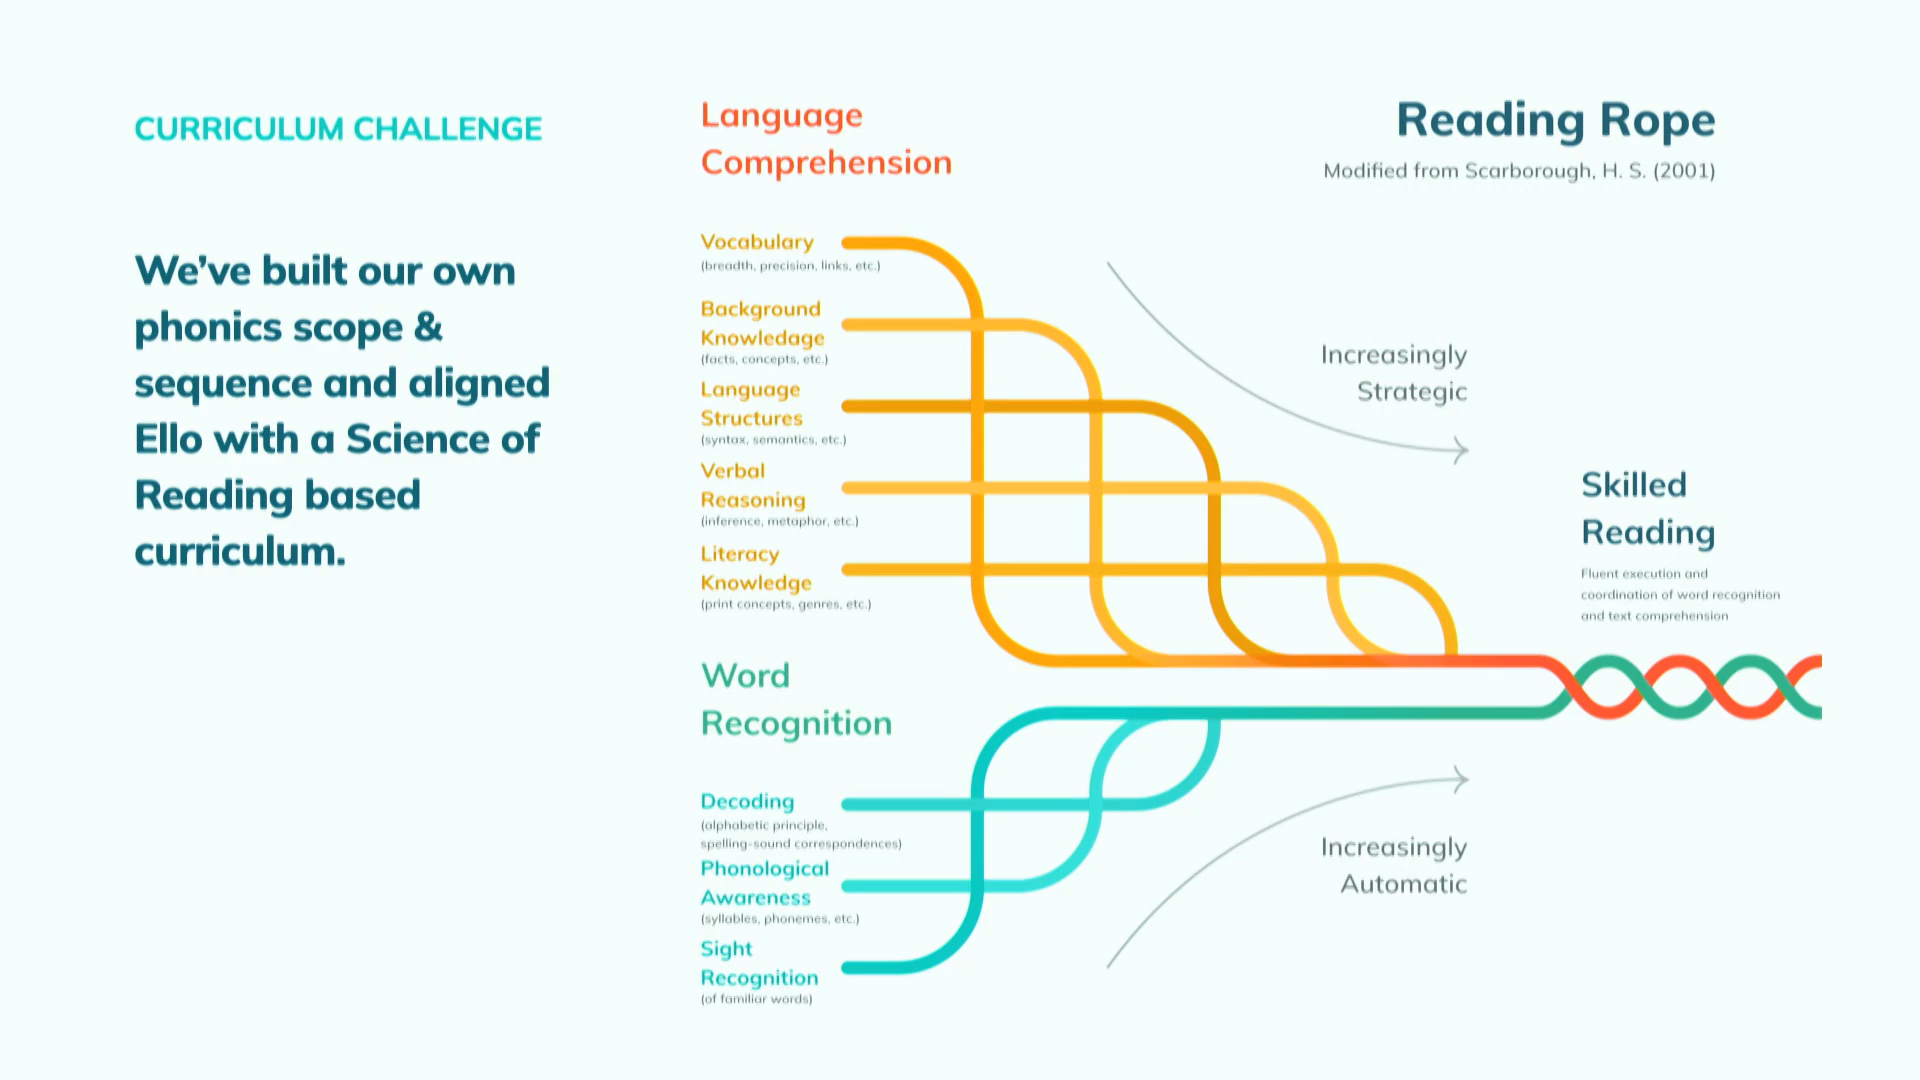 CURRICULUM CHALLENGE
We've built our own
phonics scope &
sequence and aligned
Ello with a Science of
Reading based
curriculum.
Language
Comprehension
Vocabulary
(breadth, precision, links, etc.)
Background
Knowledage
(facts, concepts, etc.)
Language
Structures
(syntax, semantics, etc.)
Verbal
Reasoning
(inference, metaphor, etc.)
Literacy
Knowledge
(print concepts, genres, etc.)
Word
Recognition
Decoding
(alphabetic principle,
spelling-sound correspondences)
Phonological
Awareness
(syllables, phonemes, etc.)
Sight
Recognition
(of familiar words)
Reading Rope
Modified from Scarborough, H. S. (2001)
Increasingly
Strategic
Skilled
Reading
Fluent execution and
coordination of word recognition
and text comprehension
Increasingly
Automatic